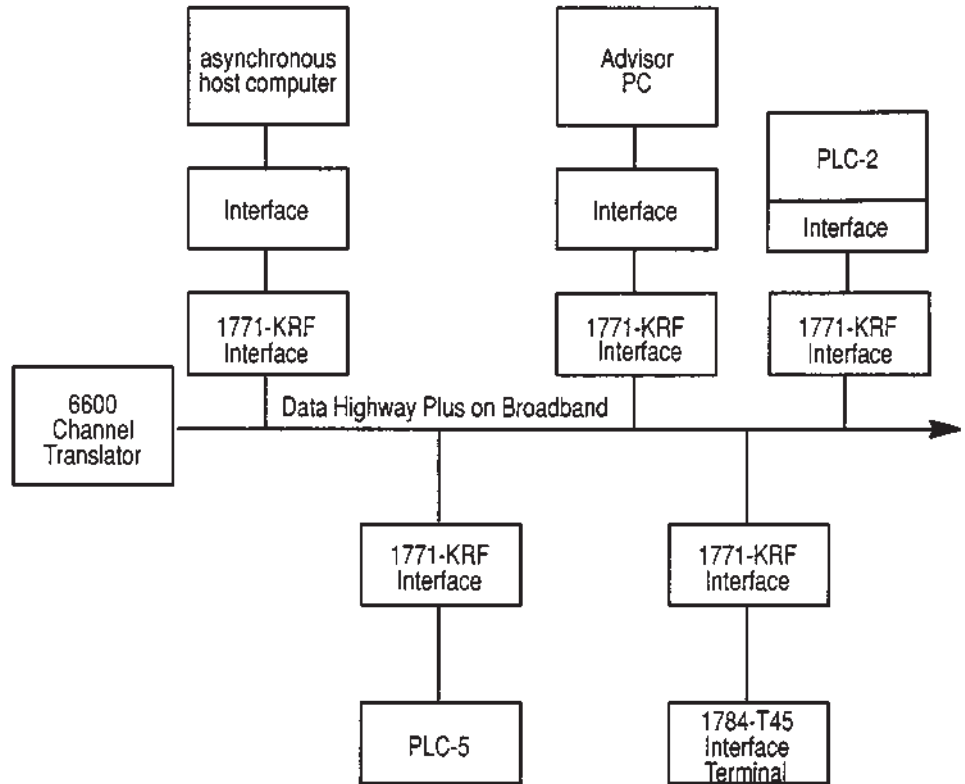 asynchronous
host computer
Advisor
PC
PLC-2
Interface
Interface
Interface
1771-KRF
Interface
1771-KRF
Interface
1771-KRF
Interface
6600
Channel
Translator
Data Highway Plus on Broadband
1771-KRF
Interface
1771-KRF
Interface
PLC-5
1784-T45
Interface
Terminal